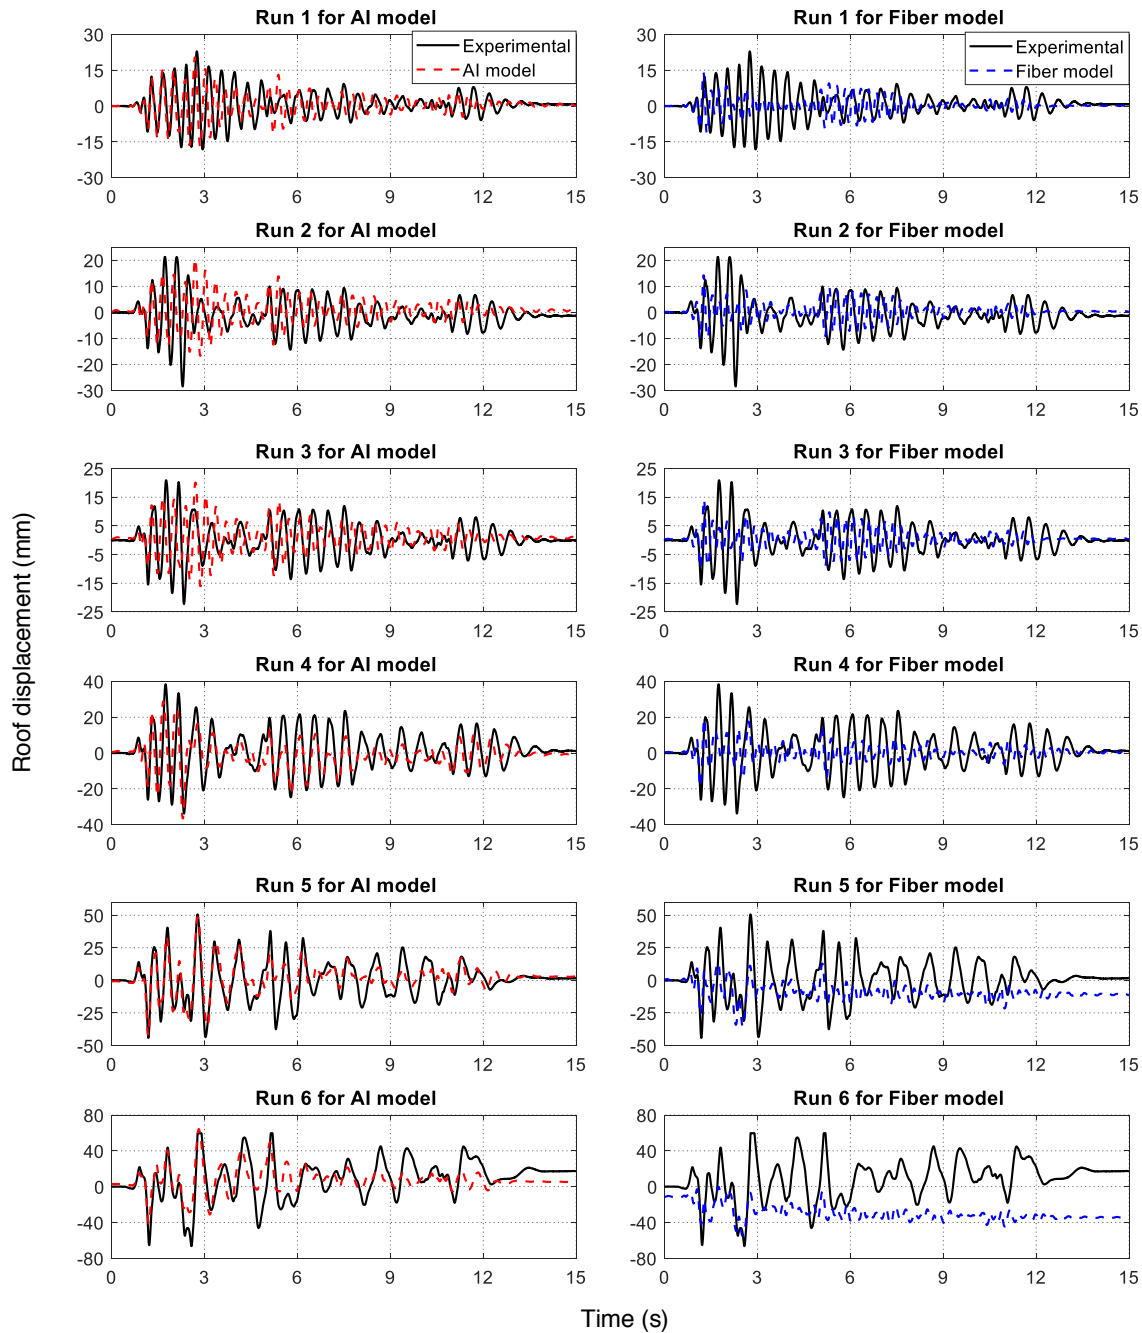 Run 1 for AI model
Run 1 for Fiber model
30
15
0
-15
-30
Experimental
AI model
0 3 6 9 12 15
30
15
0
-15
-30
Experimental
Fiber model
0 3 6 9 12 15
Run 2 for AI model
Run 2 for Fiber model
20
10
0
-10
-20
-30
0 3 6 9 12 15
20
10
0
-10
-20
-30
0 3 6 9 12 15
Run 3 for AI model
Run 3 for Fiber model
25
15
5
-5
-15
-25
0 3 6 9 12 15
25
15
5
-5
-15
-25
0 3 6 9 12 15
Run 4 for AI model
Run 4 for Fiber model
40
20
0
-20
-40
0 3 6 9 12 15
40
20
0
-20
-40
0 3 6 9 12 15
Run 5 for AI model
Run 5 for Fiber model
50
25
0
-25
-50
0 3 6 9 12 15
50
25
0
-25
-50
0 3 6 9 12 15
Run 6 for AI model
Run 6 for Fiber model
80
40
0
-40
-80
0 3 6 9 12 15
80
40
0
-40
-80
0 3 6 9 12 15
Roof displacement (mm)
Time (s)